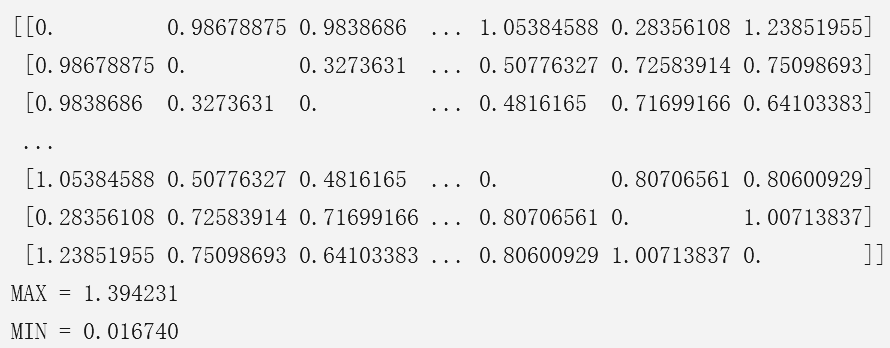 [[0.         0.98678875 0.9838686  ... 1.05384588 0.28356108 1.23851955]
 [0.98678875 0.         0.3273631  ... 0.50776327 0.72583914 0.75098693]
 [0.9838686  0.3273631  0.         ... 0.4816165  0.71699166 0.64103383]
 ...
 [1.05384588 0.50776327 0.4816165  ... 0.         0.80706561 0.80600929]
 [0.28356108 0.72583914 0.71699166 ... 0.80706561 0.         1.00713837]
 [1.23851955 0.75098693 0.64103383 ... 0.80600929 1.00713837 0.        ]]
MAX = 1.394231
MIN = 0.016740